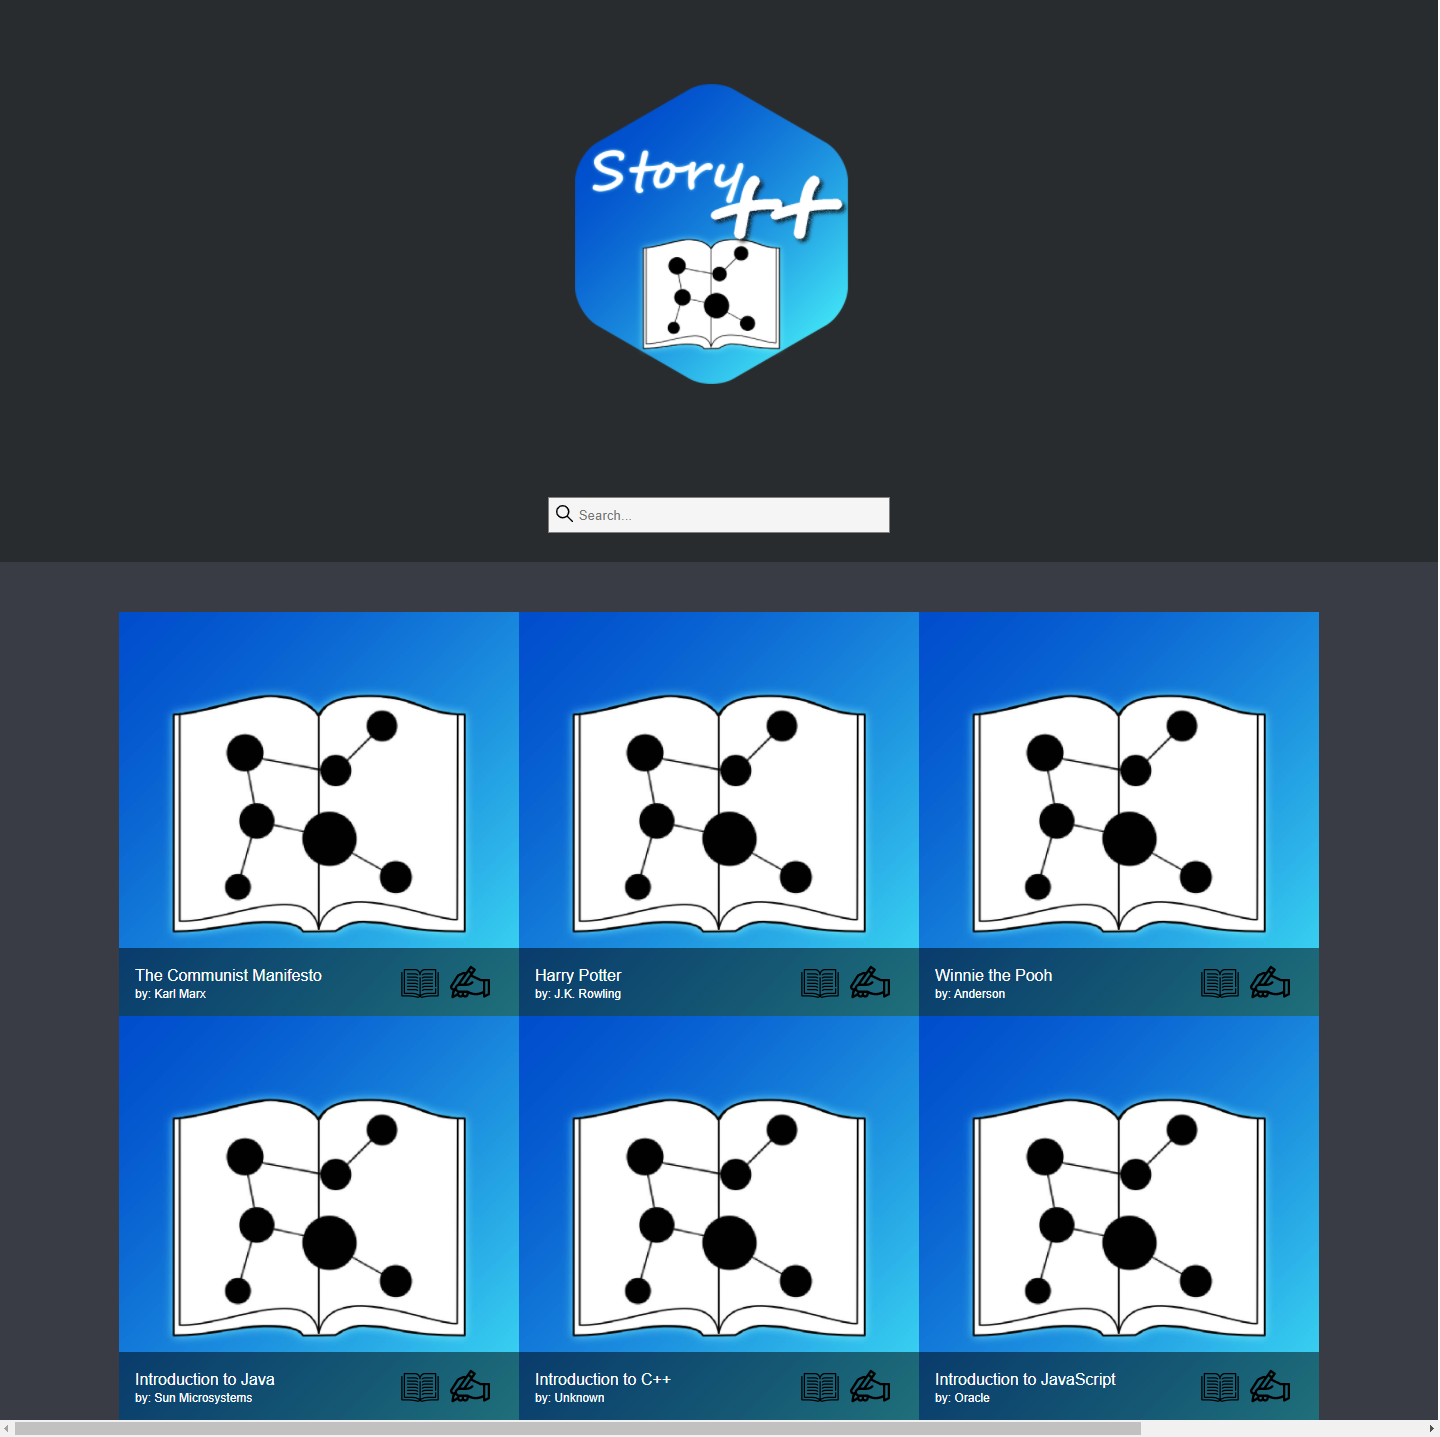 Story
++
Search...
The Communist Manifesto
by: Karl Marx
Harry Potter
by: J.K. Rowling
Winnie the Pooh
by: Anderson
Introduction to Java
by: Sun Microsystems
Introduction to C++
by: Unknown
Introduction to JavaScript
by: Oracle